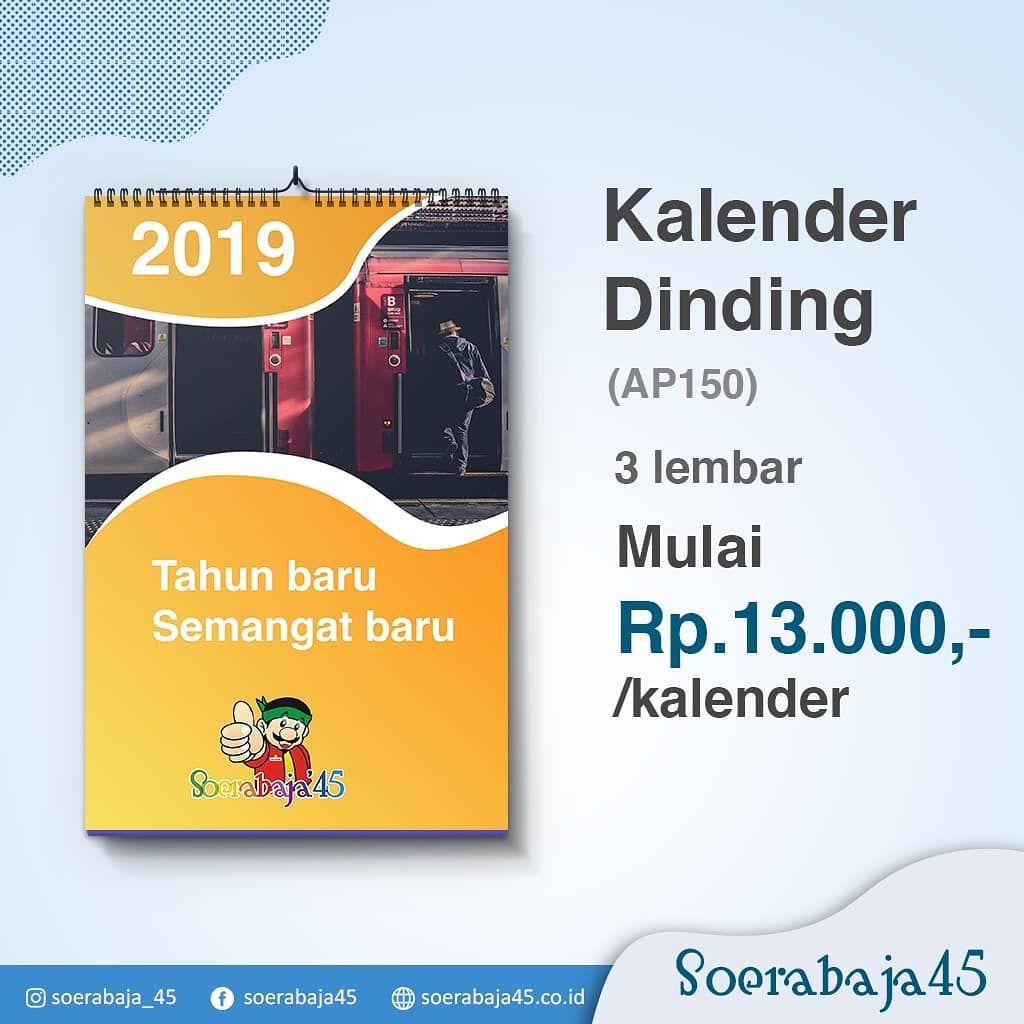 2019
Tahun baru
Semangat baru
Soerabaja'45
Kalender
Dinding
(AP150)
3 lembar
Mulai
Rp.13.000,-
/kalender
soerabaja_45
soerabaja45
soerabaja45.co.id
Soerabaja45